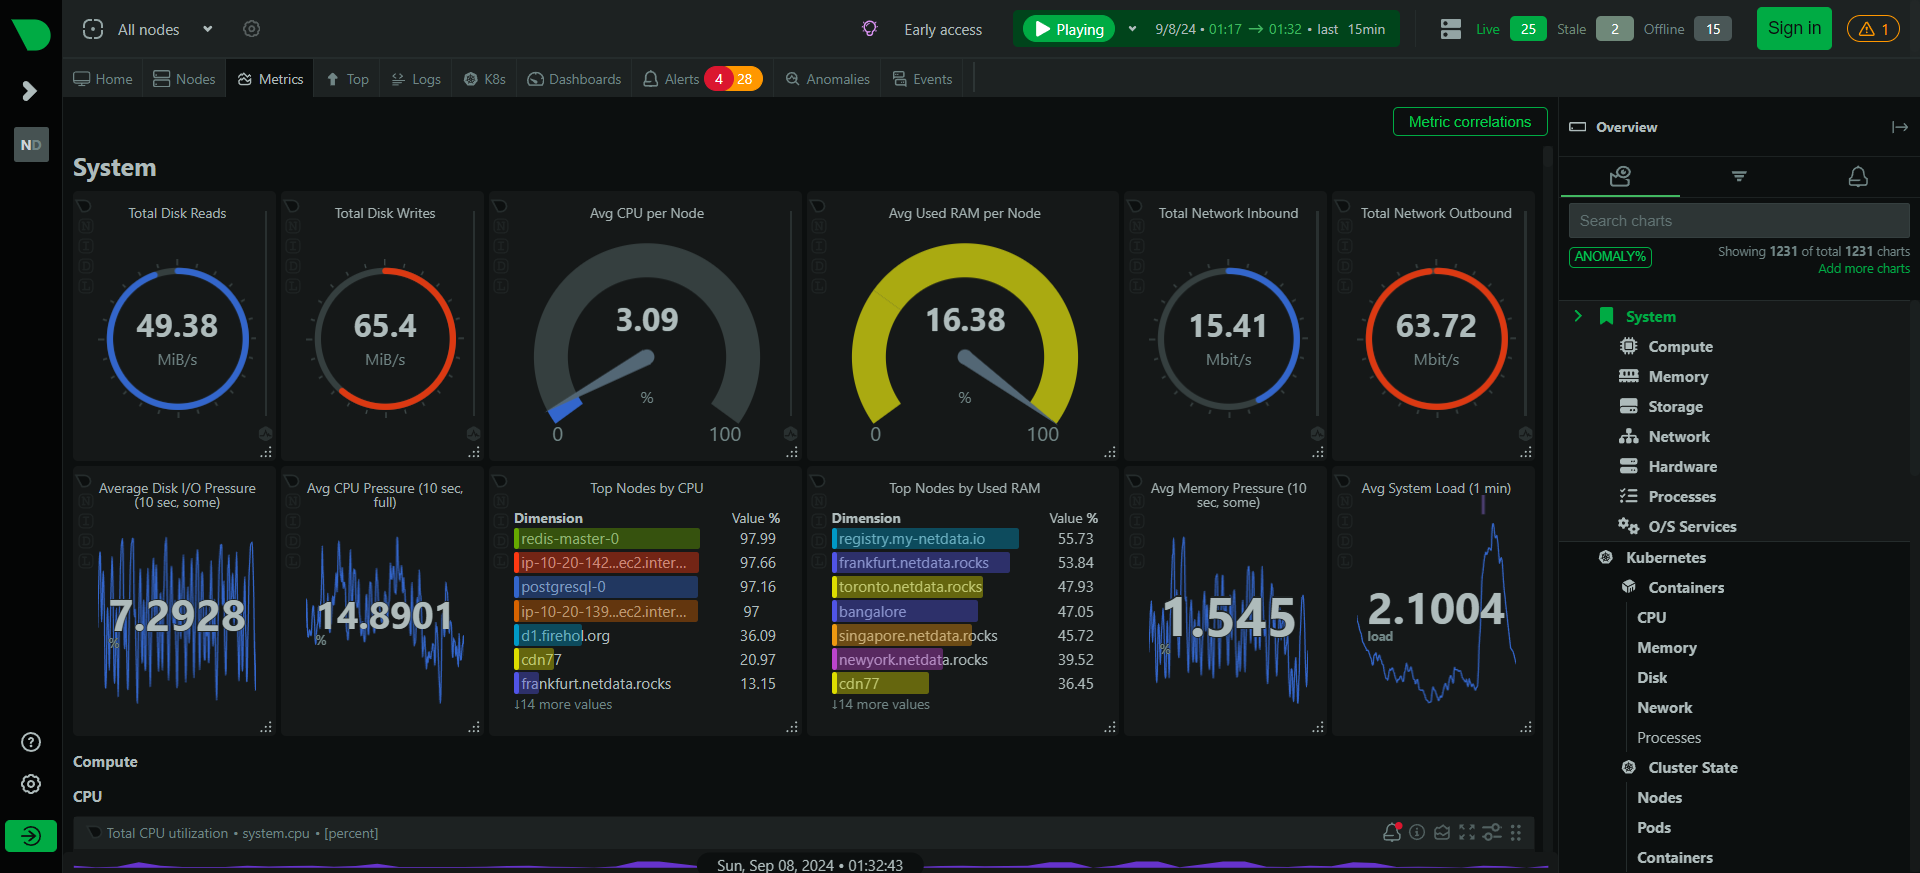 All nodes
Early access
Playing
9/8/24 • 01:17 → 01:32 • last 15min
Live 25 Stale 2 Offline 15
Sign in
1
Home
Nodes
Metrics
Top
Logs
K8s
Dashboards
Alerts 4 28
Anomalies
Events
ND
Metric correlations
System
Total Disk Reads
49.38
MiB/s
Total Disk Writes
65.4
MiB/s
Avg CPU per Node
3.09
%
0 100
Avg Used RAM per Node
16.38
%
0 100
Total Network Inbound
15.41
Mbit/s
Total Network Outbound
63.72
Mbit/s
Average Disk I/O Pressure
(10 sec, some)
7.2928
%
Avg CPU Pressure (10 sec,
full)
14.8901
%
Top Nodes by CPU
Dimension Value %
redis-master-0 97.99
ip-10-20-142...ec2.inter... 97.66
postgresql-0 97.16
ip-10-20-139...ec2.inter... 97
d1.firehol.org 36.09
cdn77 20.97
frankfurt.netdata.rocks 13.15
↓14 more values
Top Nodes by Used RAM
Dimension Value %
registry.my-netdata.io 55.73
frankfurt.netdata.rocks 53.84
toronto.netdata.rocks 47.93
bangalore 47.05
singapore.netdata.rocks 45.72
newyork.netdata.rocks 39.52
cdn77 36.45
↓14 more values
Avg Memory Pressure (10
sec, some)
1.545
%
Avg System Load (1 min)
2.1004
load
Compute
CPU
Total CPU utilization • system.cpu • [percent]
Sun, Sep 08, 2024 • 01:32:43
Overview
Search charts
ANOMALY%
Showing 1231 of total 1231 charts
Add more charts
System
Compute
Memory
Storage
Network
Hardware
Processes
O/S Services
Kubernetes
Containers
CPU
Memory
Disk
Nework
Processes
Cluster State
Nodes
Pods
Containers